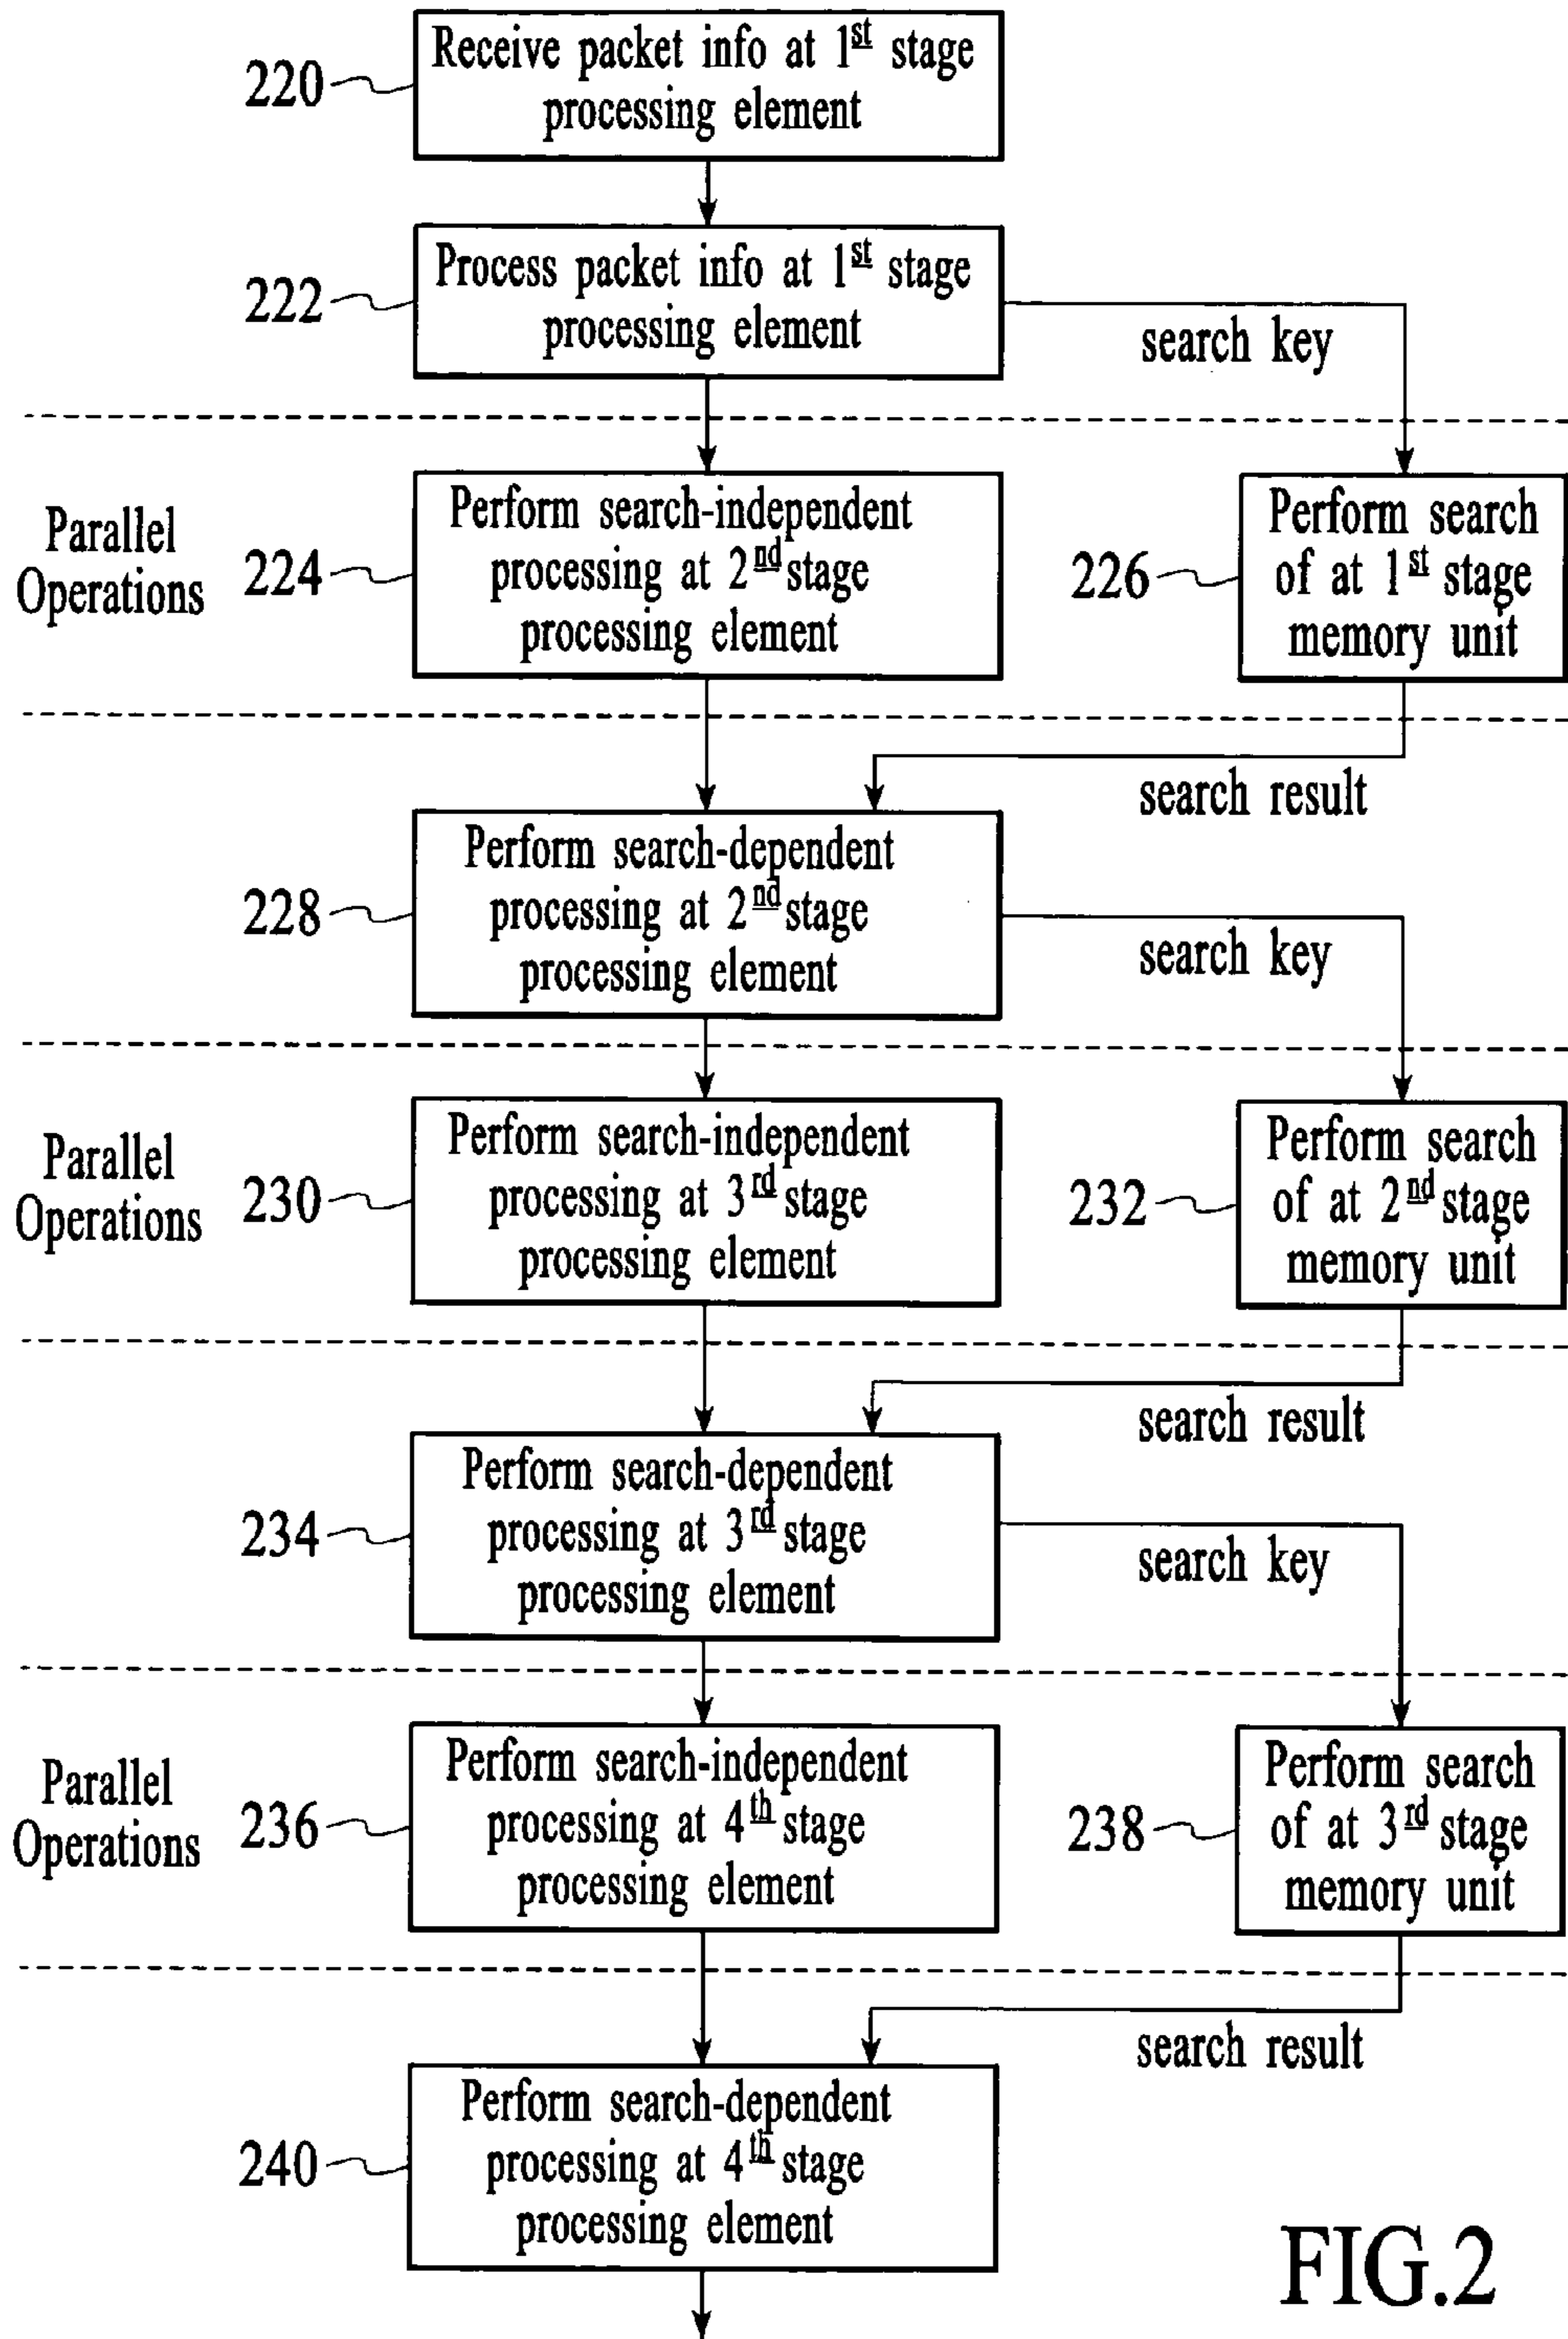 Receive packet info at 1st stage
processing element
220
Process packet info at 1st stage
processing element
222
search key
Parallel
Operations
224
Perform search-independent
processing at 2nd stage
processing element
226
Perform search
of at 1st stage
memory unit
search result
228
Perform search-dependent
processing at 2nd stage
processing element
search key
Parallel
Operations
230
Perform search-independent
processing at 3rd stage
processing element
232
Perform search
of at 2nd stage
memory unit
search result
234
Perform search-dependent
processing at 3rd stage
processing element
search key
Parallel
Operations
236
Perform search-independent
processing at 4th stage
processing element
238
Perform search
of at 3rd stage
memory unit
search result
240
Perform search-dependent
processing at 4th stage
processing element
FIG.2